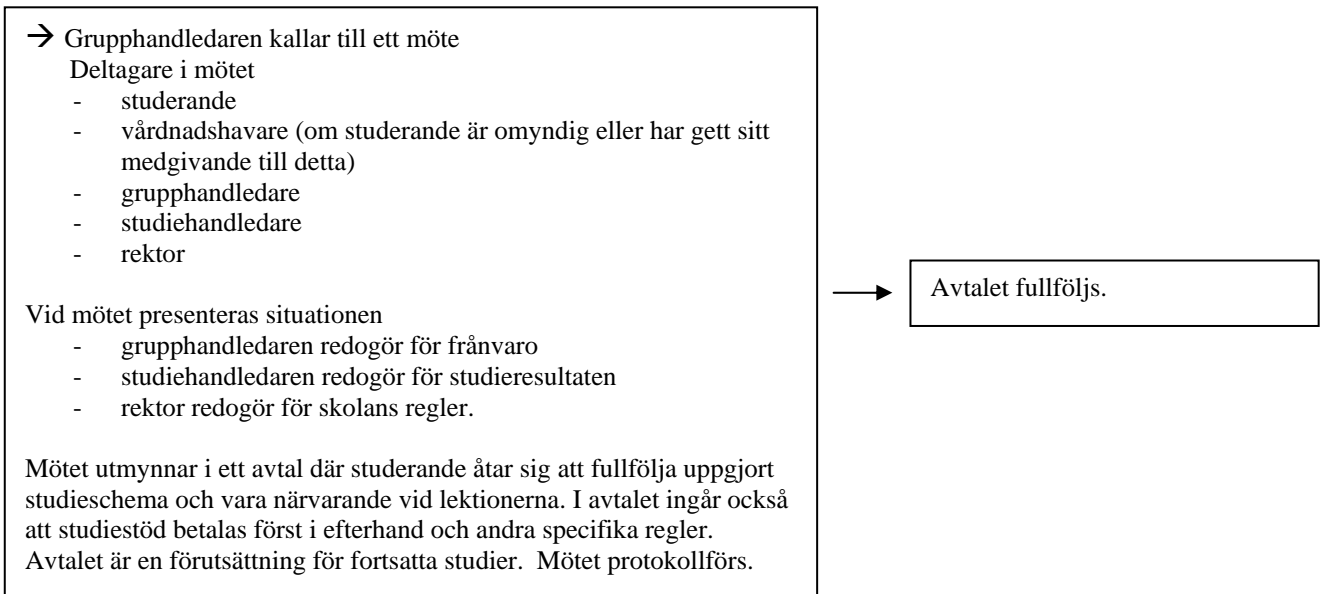 → Grupphandledaren kallar till ett möte
Deltagare i mötet
- studerande
- vårdnadshavare (om studerande är omyndig eller har gett sitt
medgivande till detta)
- grupphandledare
- studiehandledare
- rektor
Vid mötet presenteras situationen
- grupphandledaren redogör för frånvaro
- studiehandledaren redogör för studieresultaten
- rektor redogör för skolans regler.
Mötet utmynnar i ett avtal där studerande åtar sig att fullfölja uppgjort
studieschema och vara närvarande vid lektionerna. I avtalet ingår också
att studiestöd betalas först i efterhand och andra specifika regler.
Avtalet är en förutsättning för fortsatta studier.  Mötet protokollförs.
Avtalet fullföljs.